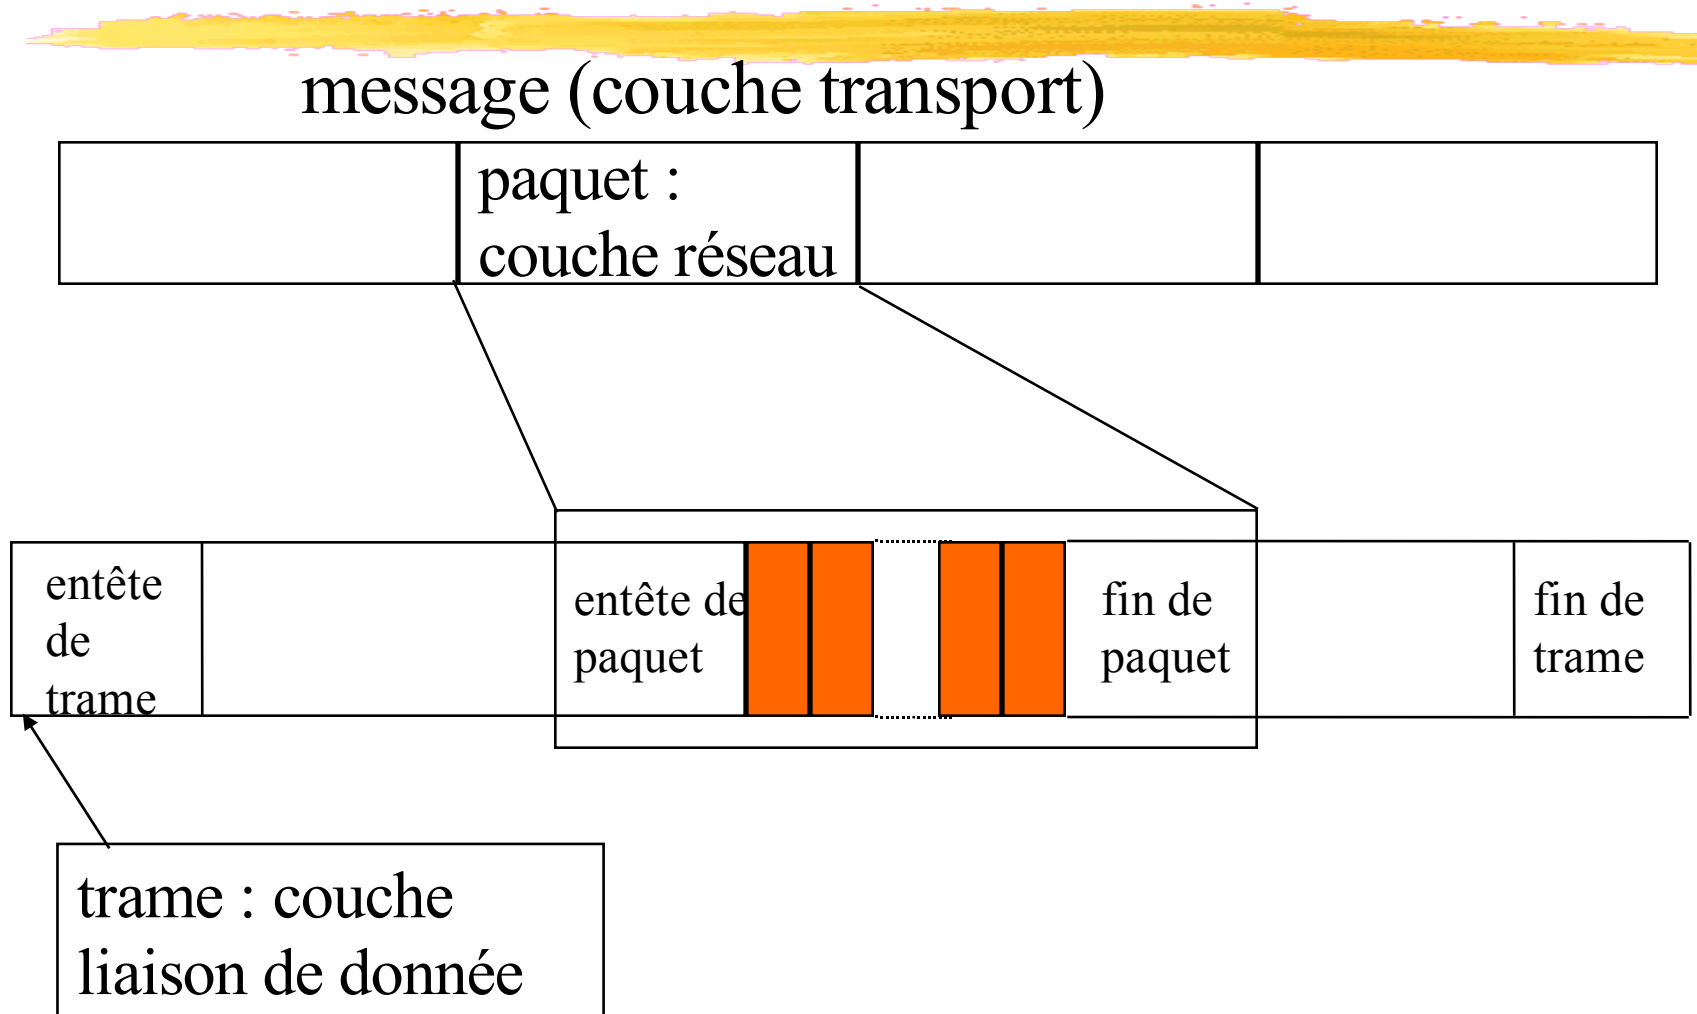 message (couche transport)
paquet :
couche réseau
entête
de
trame
entête de
paquet
fin de
paquet
fin de
trame
trame : couche
liaison de donnée